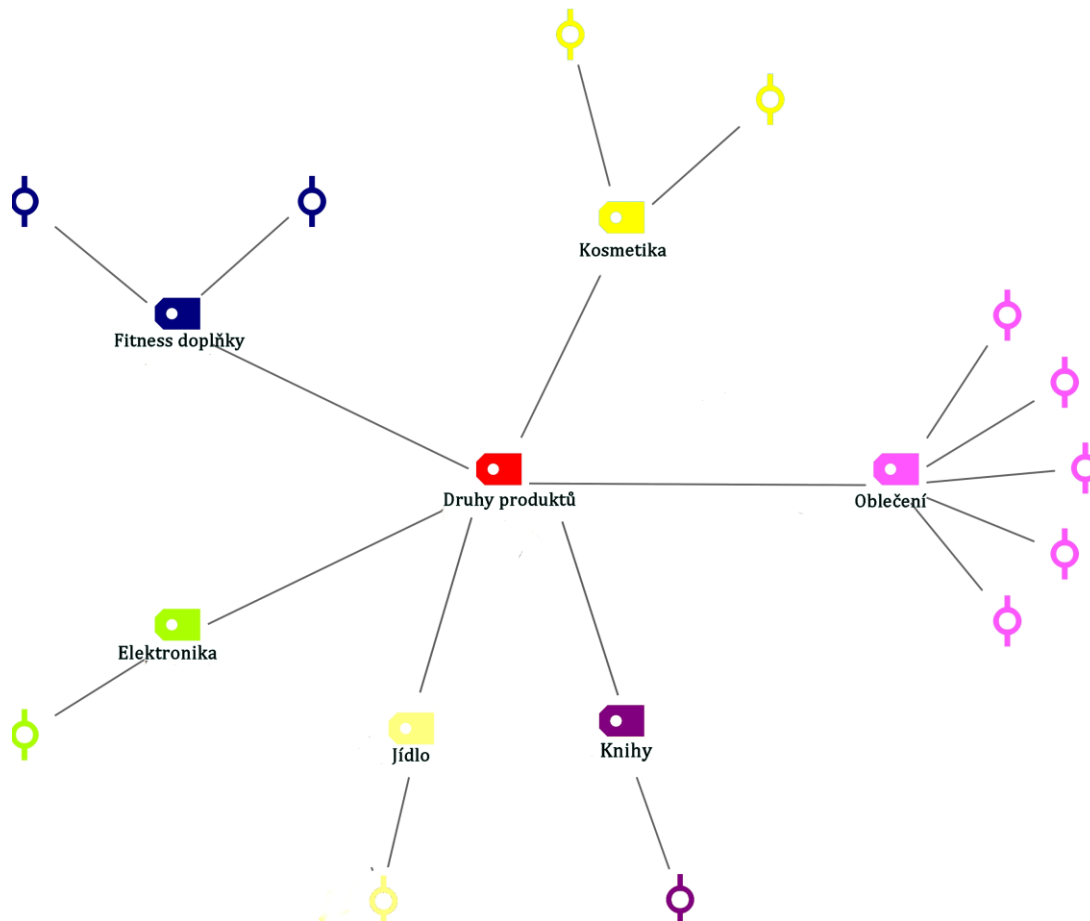 Kosmetika
Fitness doplňky
Druhy produktů
Oblečení
Elektronika
Jídlo
Knihy